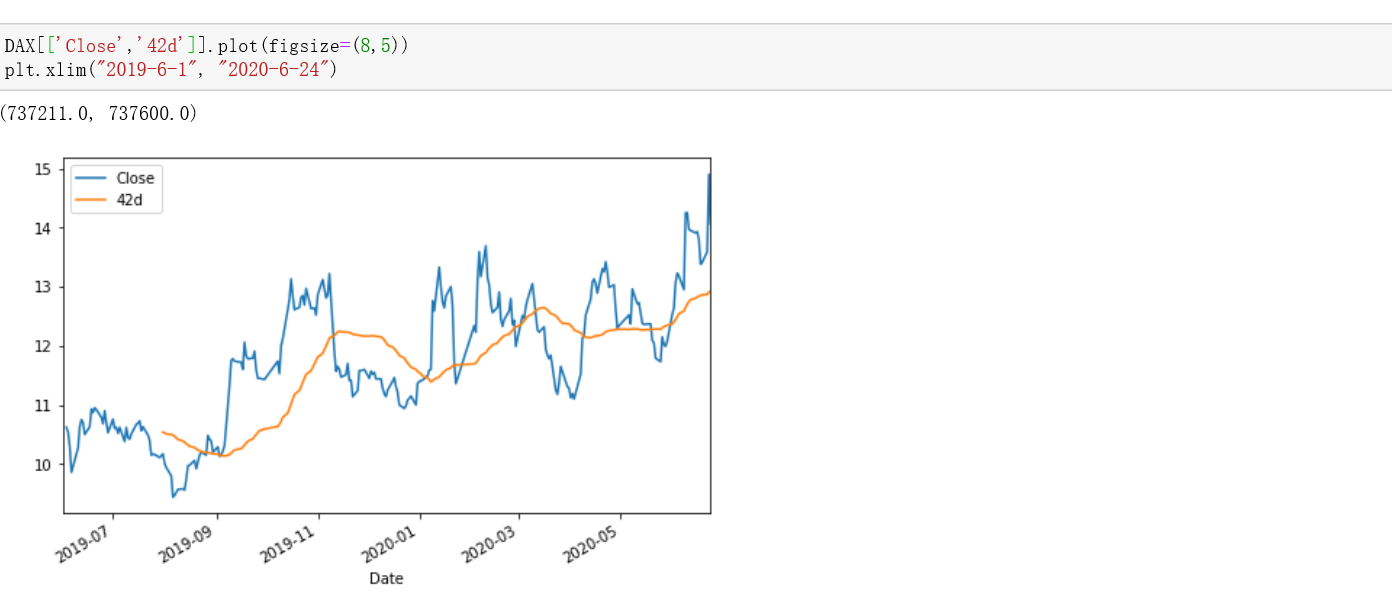 DAX[['Close','42d']].plot(figsize=(8,5))
plt.xlim("2019-6-1", "2020-6-24")
(737211.0, 737600.0)
15
14
13
12
11
10
Close
42d
2019-07
2019-09
2019-11
2020-01
2020-03
2020-05
Date